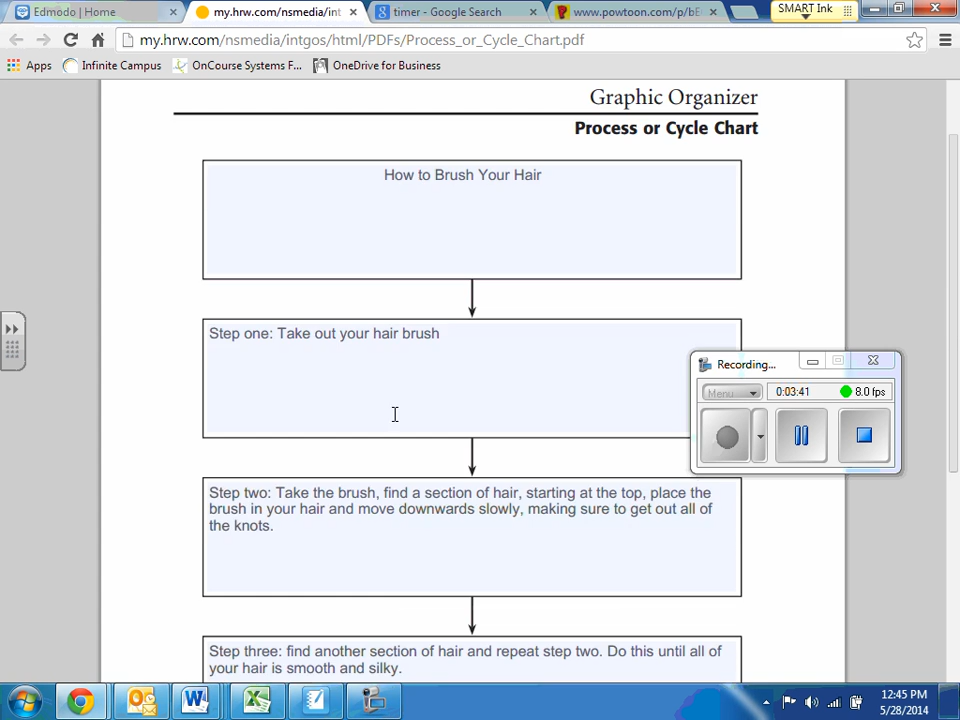 Edmodo | Home
my.hrw.com/nsmedia/int
timer - Google Search
www.powtoon.com/p/bE
SMART Ink
my.hrw.com/nsmedia/intgos/html/PDFs/Process_or_Cycle_Chart.pdf
Apps
Infinite Campus
OnCourse Systems F...
OneDrive for Business
Graphic Organizer
Process or Cycle Chart
How to Brush Your Hair
Step one: Take out your hair brush
Recording...
Menu
0:03:41
8.0 fps
Step two: Take the brush, find a section of hair, starting at the top, place the
brush in your hair and move downwards slowly, making sure to get out all of
the knots.
Step three: find another section of hair and repeat step two. Do this until all of
your hair is smooth and silky.
12:45 PM
5/28/2014